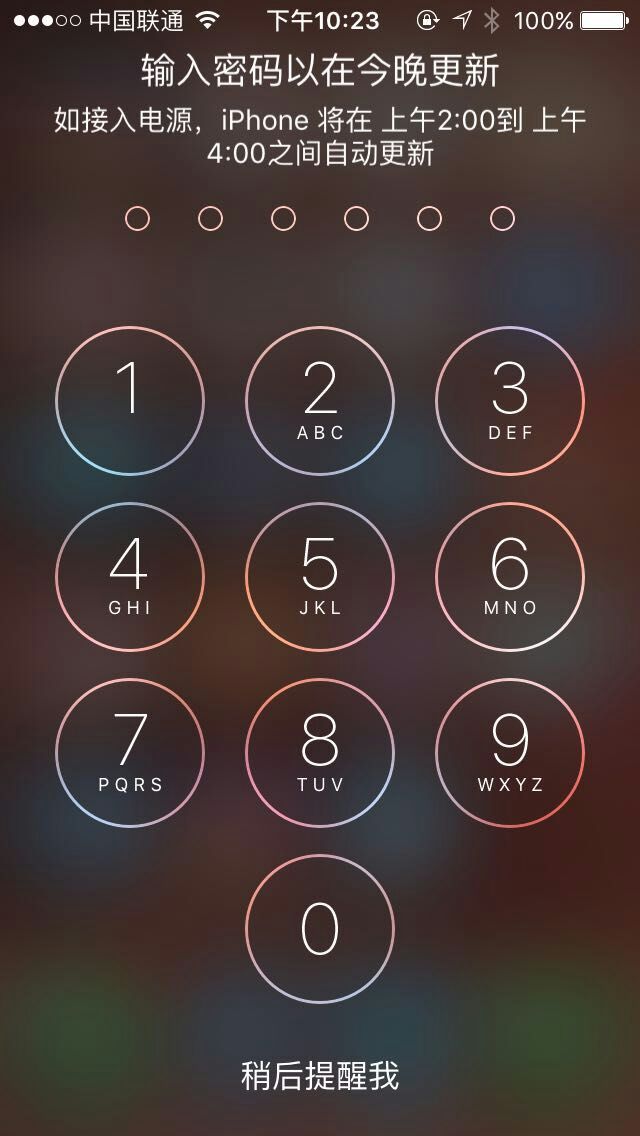 中国联通 下午10:23 100%
输入密码以在今晚更新
如接入电源，iPhone 将在 上午2:00到 上午
4:00之间自动更新
1 2 3
ABC DEF
4 5 6
GHI JKL MNO
7 8 9
PQRS TUV WXYZ
0
稍后提醒我